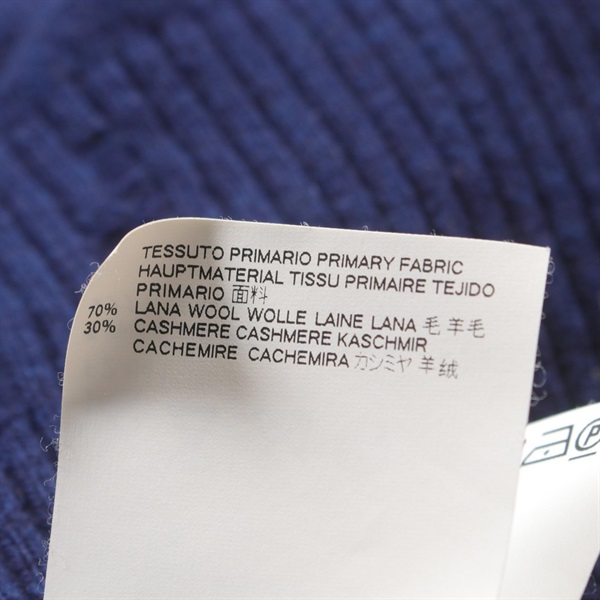 TESSUTO PRIMARIO PRIMARY FABRIC
HAUPTMATERIAL TISSU PRIMAIRE TEJIDO
PRIMARIO 面料
70% LANA WOOL WOLLE LAINE LANA 毛 羊毛
30% CASHMERE CASHMERE KASCHMIR
CACHEMIRE CACHEMIRA カシミヤ 羊绒
P